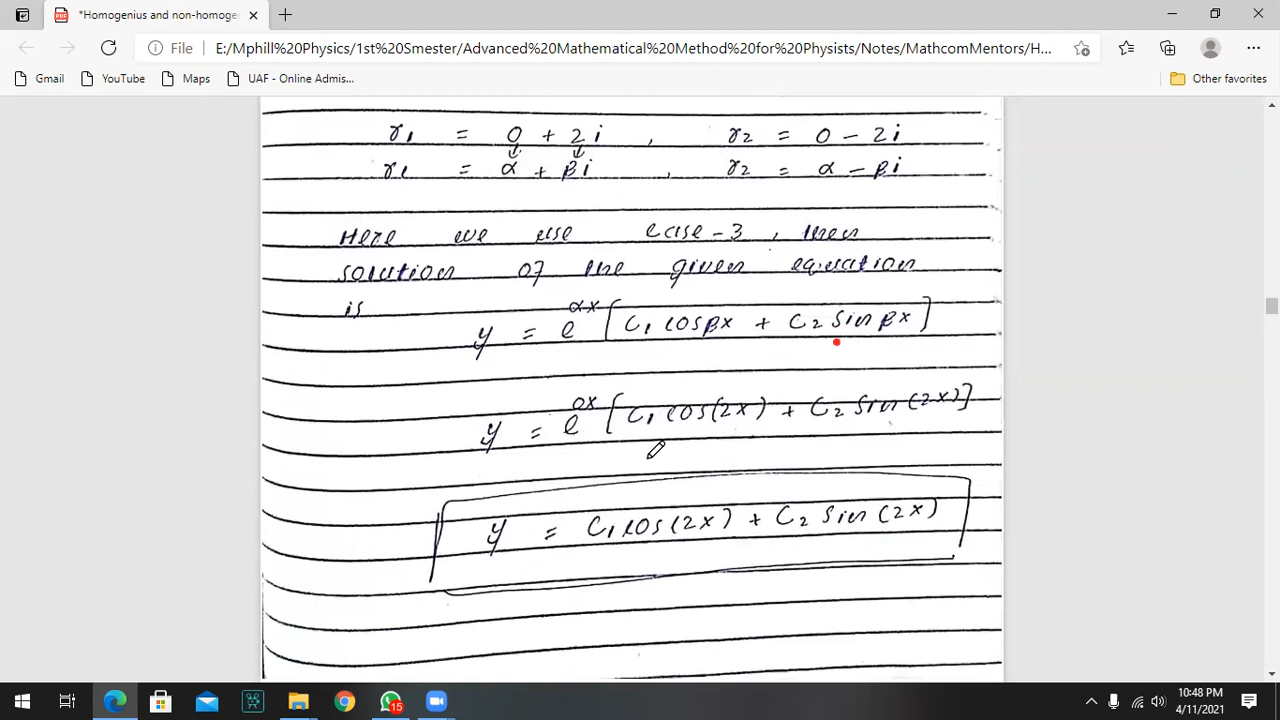 *Homogenius and non-homoger
File E:/Mphill%20Physics/1st%20Smester/Advanced%20Mathematical%20Method%20for%20Physists/Notes/MathcomMentors/H...
Gmail YouTube Maps UAF - Online Admis... Other favorites
r₁ = 0 + 2i , r₂ = 0 - 2i
r₁ = α + βi , r₂ = α - βi
Here we use case-3, then
solution of the given equation
is
y = e^αx [C₁ cosβx + C₂ Sin βx]
y = e^0x [C₁ cos(2x) + C₂ Sin(2x)]
y = C₁ cos(2x) + C₂ Sin(2x)
15
10:48 PM
4/11/2021